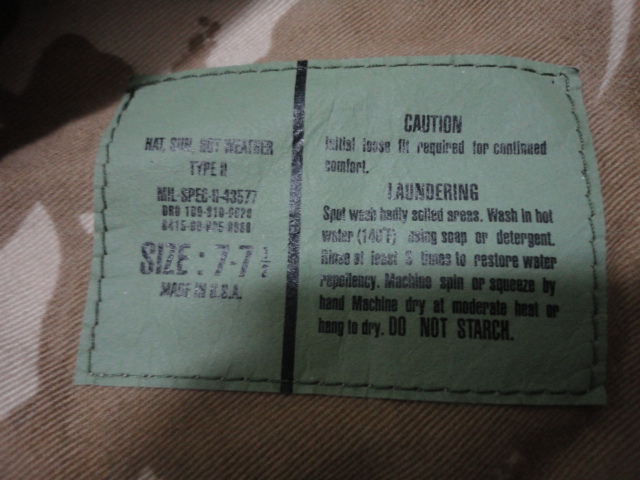 HAT, SUN, HOT WEATHER
TYPE II
MIL-SPEC-H-43577
SIZE: 7-7 1/2
MADE IN U.S.A.
CAUTION
Initial loose fit required for continued
comfort.
LAUNDERING
Spot wash badly soiled areas. Wash in hot
water (140°F) using soap or detergent.
Rinse at least 3 times to restore water
repellency. Machine spin or squeeze by
hand Machine dry at moderate heat or
hang to dry. DO NOT STARCH.